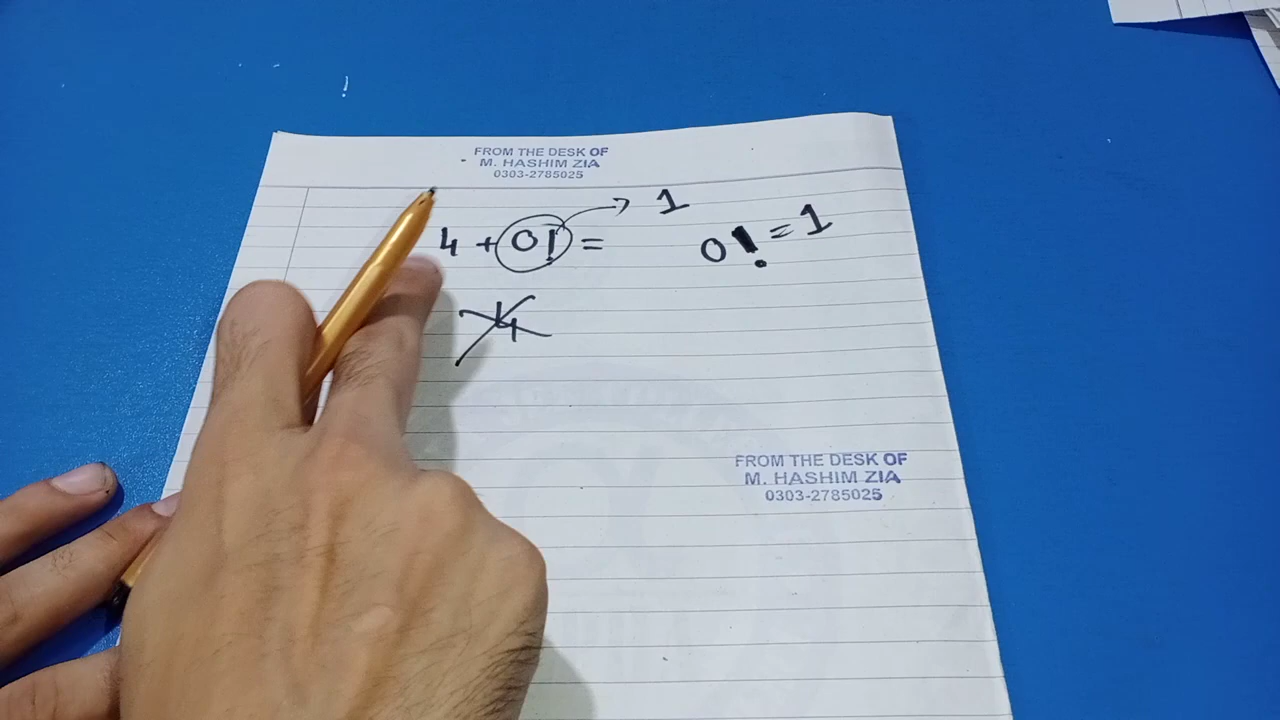 FROM THE DESK OF
M. HASHIM ZIA
0303-2785025
1
4 + 0! =
0! = 1
4
FROM THE DESK OF
M. HASHIM ZIA
0303-2785025